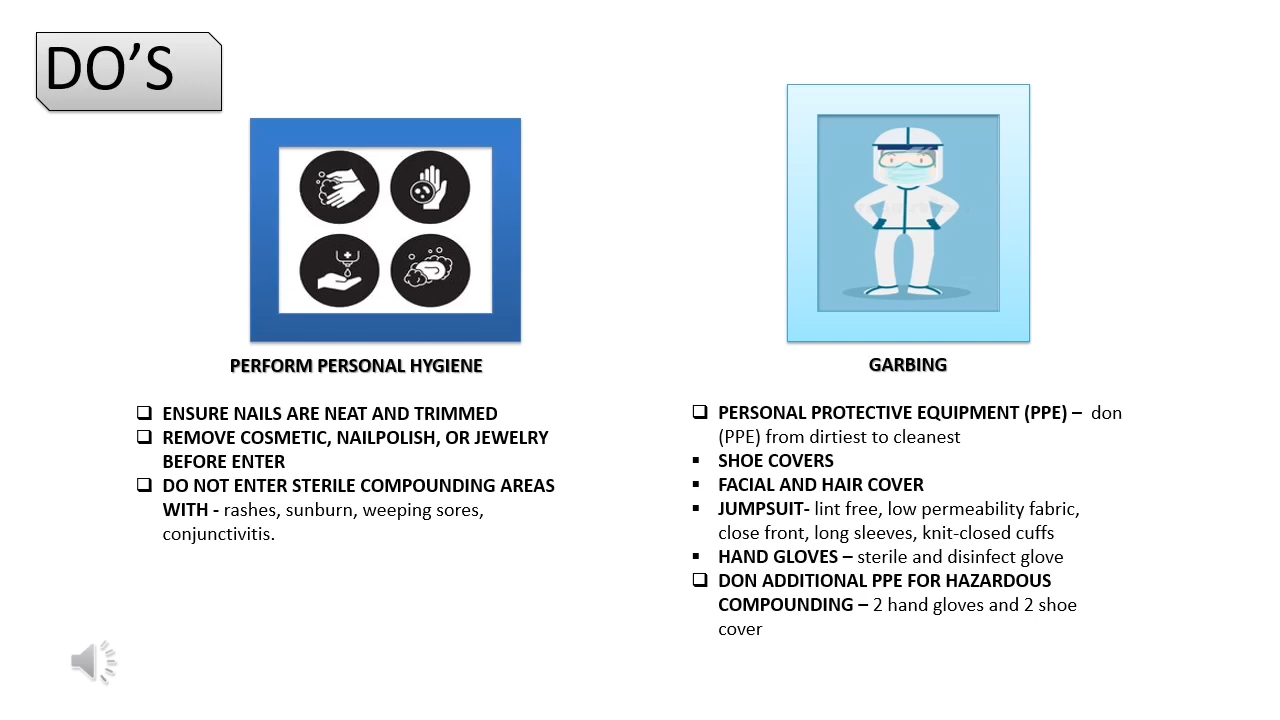 DO’S
PERFORM PERSONAL HYGIENE
❑ ENSURE NAILS ARE NEAT AND TRIMMED
❑ REMOVE COSMETIC, NAILPOLISH, OR JEWELRY
BEFORE ENTER
❑ DO NOT ENTER STERILE COMPOUNDING AREAS
WITH - rashes, sunburn, weeping sores,
conjunctivitis.
GARBING
❑ PERSONAL PROTECTIVE EQUIPMENT (PPE) – don
(PPE) from dirtiest to cleanest
▪ SHOE COVERS
▪ FACIAL AND HAIR COVER
▪ JUMPSUIT- lint free, low permeability fabric,
close front, long sleeves, knit-closed cuffs
▪ HAND GLOVES – sterile and disinfect glove
❑ DON ADDITIONAL PPE FOR HAZARDOUS
COMPOUNDING – 2 hand gloves and 2 shoe
cover